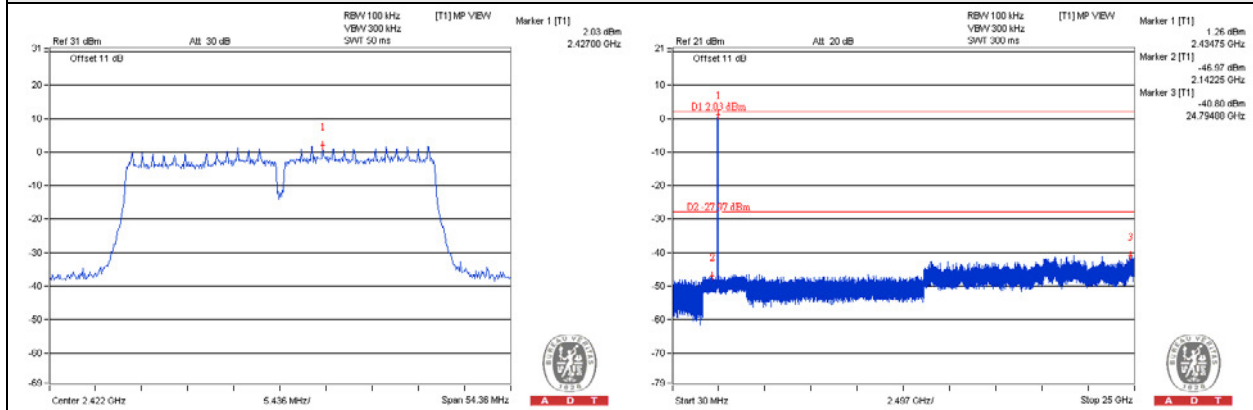 RBW 100 kHz
[T1] MP VIEW
VBW 300 kHz
Ref 31 dBm
Att 30 dB
SWT 50 ms
Marker 1 [T1]
2.03 dBm
2.42700 GHz
Offset 11 dB
31
20
10
0
-10
-20
-30
-40
-50
-60
-69
1
Center 2.422 GHz
5.436 MHz/
Span 54.36 MHz
BUREAU VERITAS
1828
A D T
RBW 100 kHz
[T1] MP VIEW
VBW 300 kHz
Ref 21 dBm
Att 20 dB
SWT 300 ms
Marker 1 [T1]
1.26 dBm
2.43475 GHz
Marker 2 [T1]
-46.97 dBm
2.14225 GHz
Marker 3 [T1]
-40.80 dBm
24.79400 GHz
Offset 11 dB
21
10
0
-10
-20
-30
-40
-50
-60
-70
-79
1
D1 2.03 dBm
D2 -27.97 dBm
2
3
Start 30 MHz
2.497 GHz/
Stop 25 GHz
BUREAU VERITAS
1828
A D T